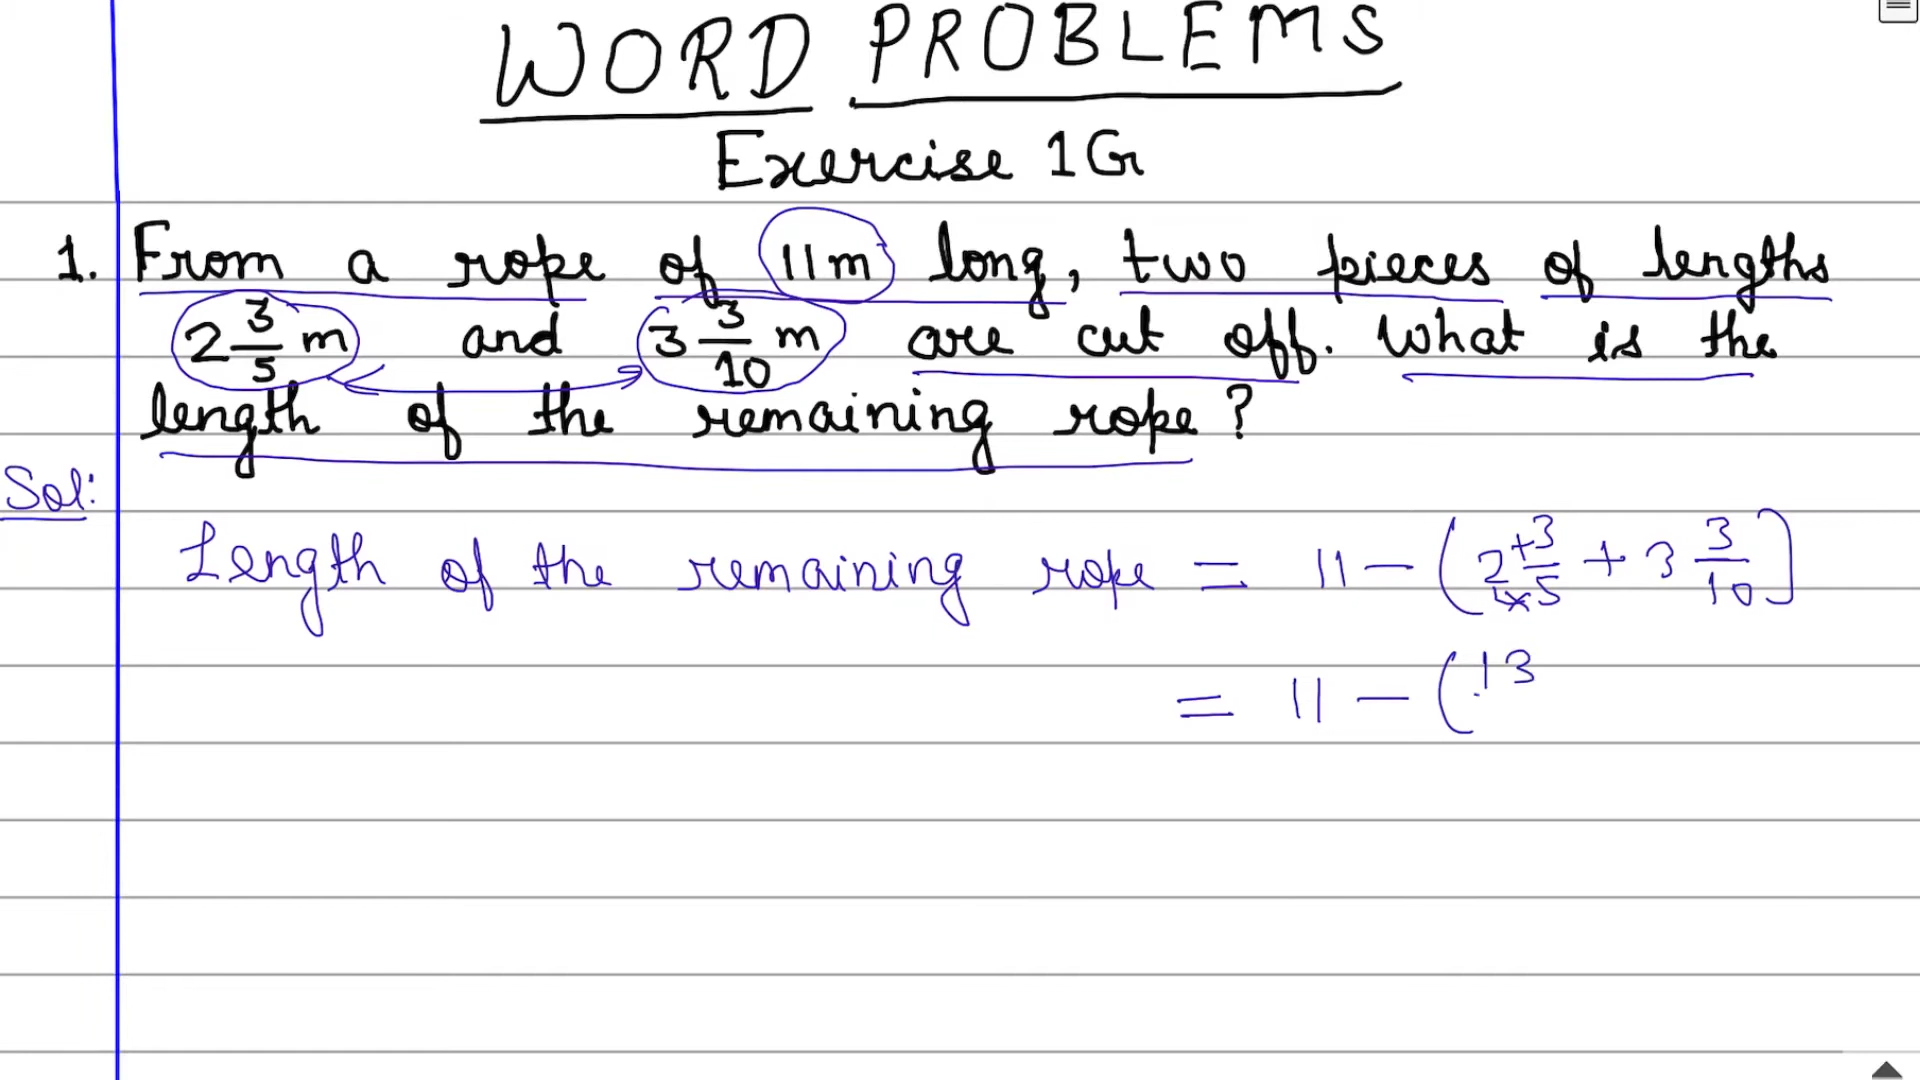 WORD PROBLEMS
Exercise 1G
1. From a rope of 11m long, two pieces of lengths
2 3/5 m and 3 3/10 m are cut off. What is the
length of the remaining rope?
Sol:
Length of the remaining rope = 11 - (2 3/5 + 3 3/10)
= 11 - (13